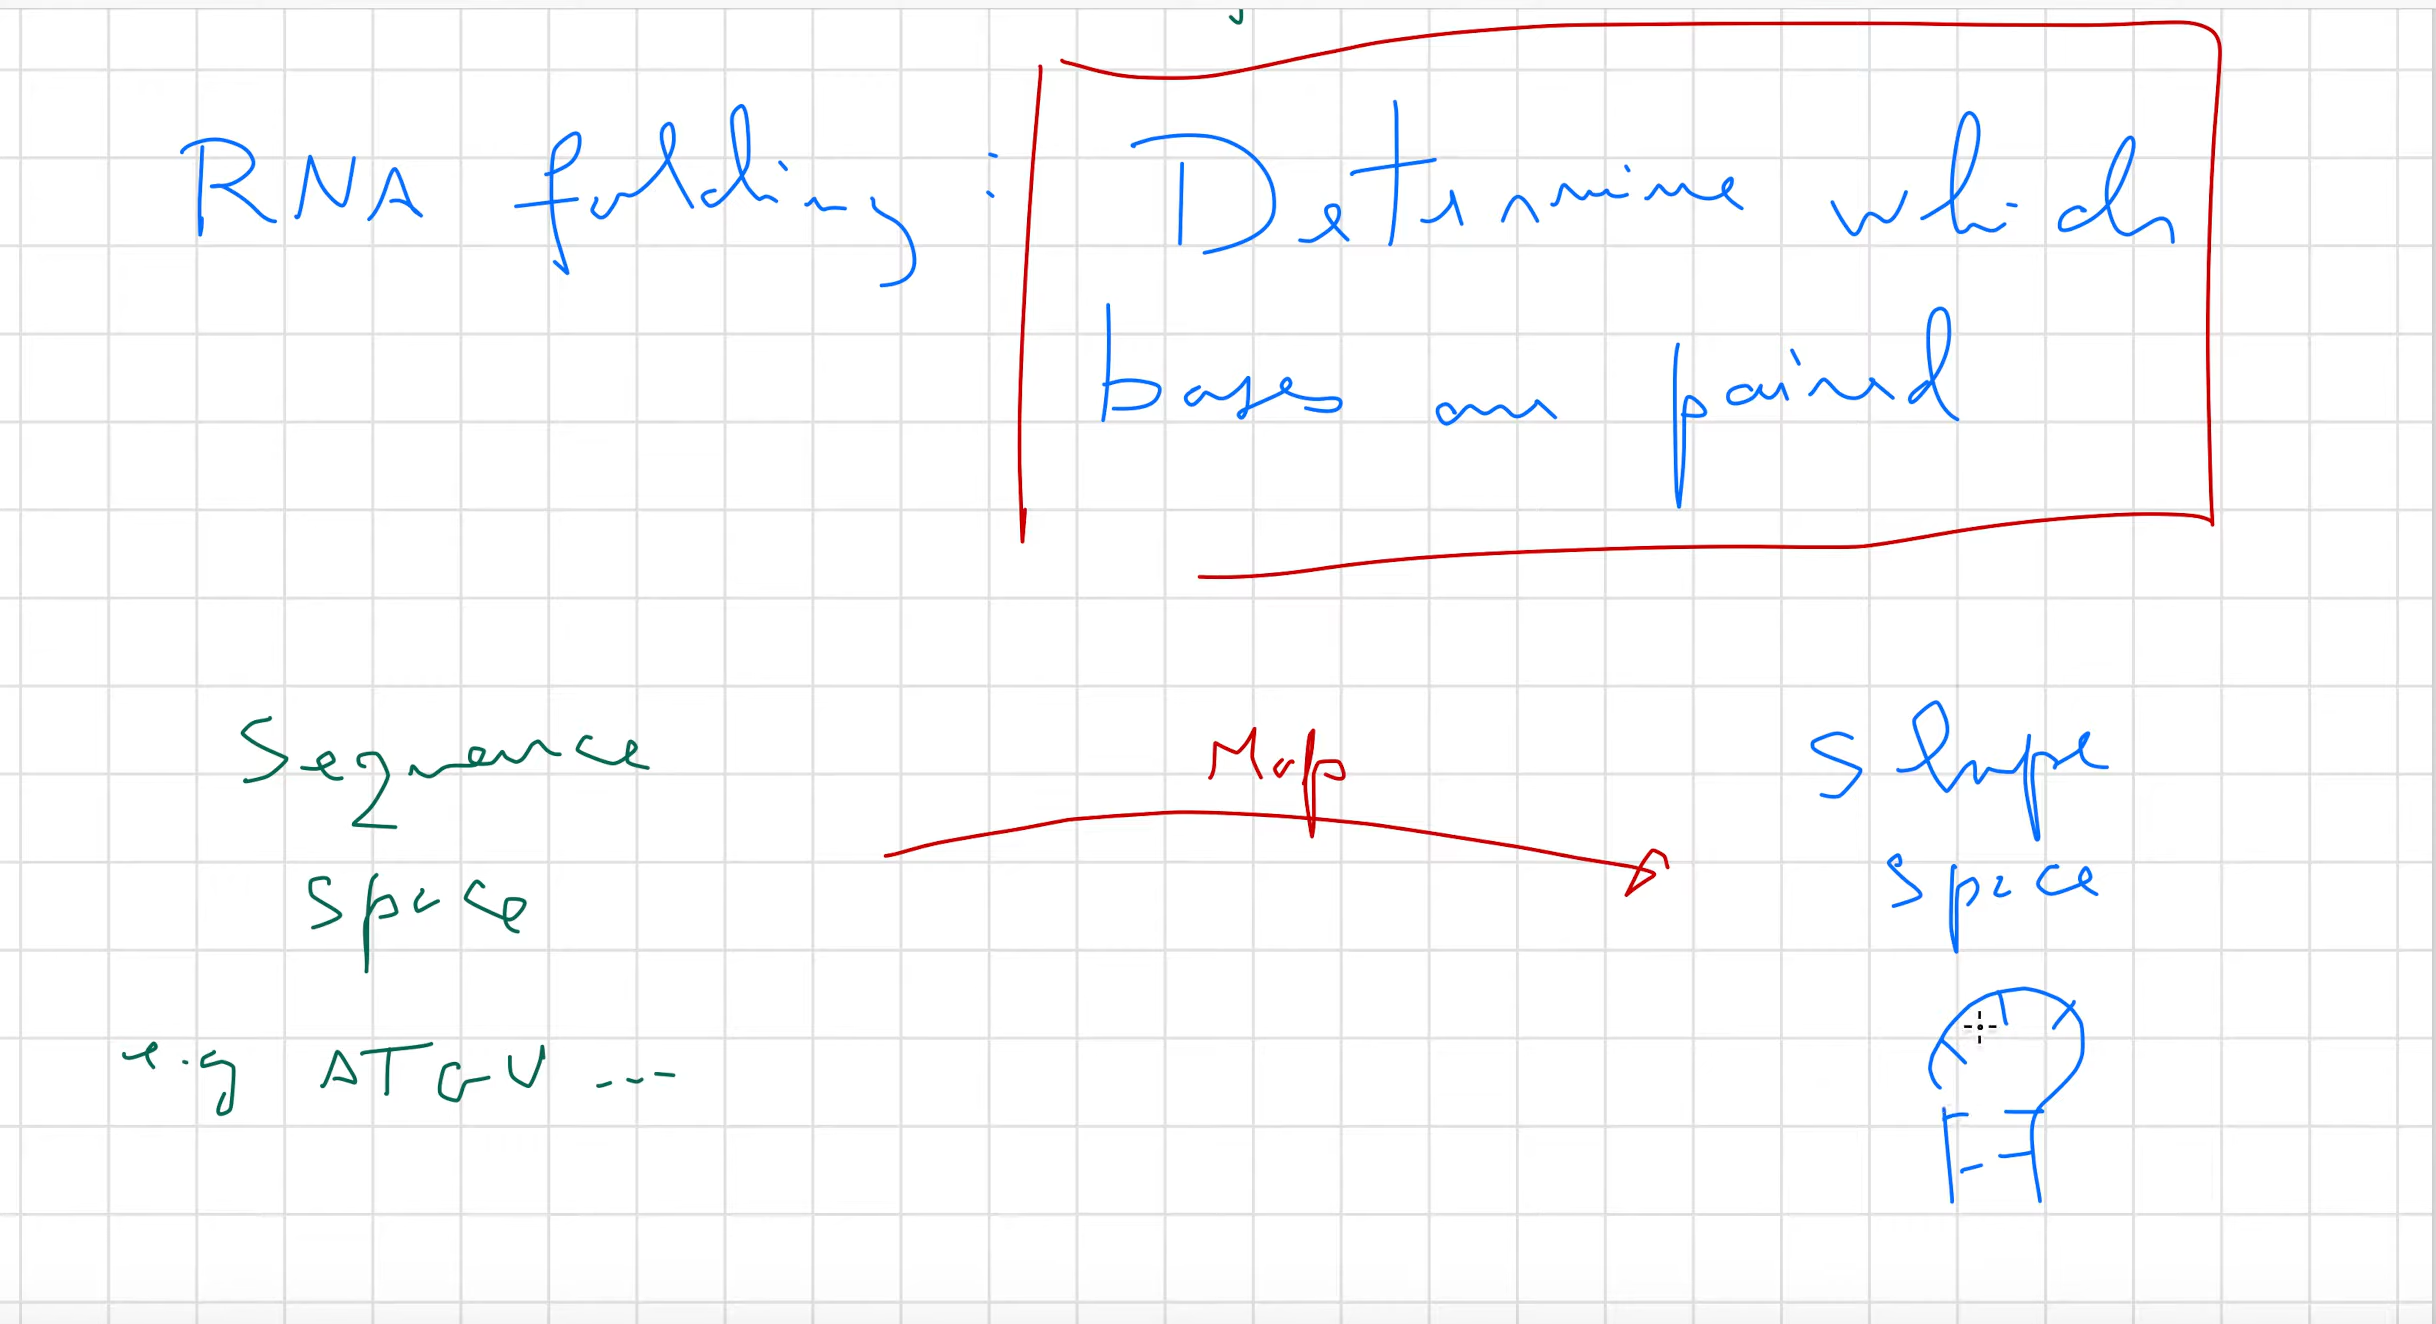 RNA folding : Determine which
bases are paired
Sequence
Space
Map
Shape
Space
e.g ATGU ---